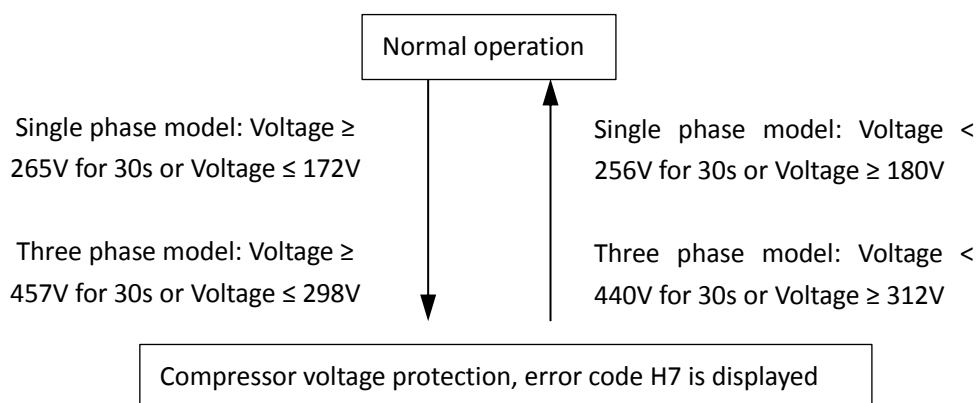 Normal operation
Single phase model: Voltage ≥
265V for 30s or Voltage ≤ 172V
Three phase model: Voltage ≥
457V for 30s or Voltage ≤ 298V
Single phase model: Voltage <
256V for 30s or Voltage ≥ 180V
Three phase model: Voltage <
440V for 30s or Voltage ≥ 312V
Compressor voltage protection, error code H7 is displayed